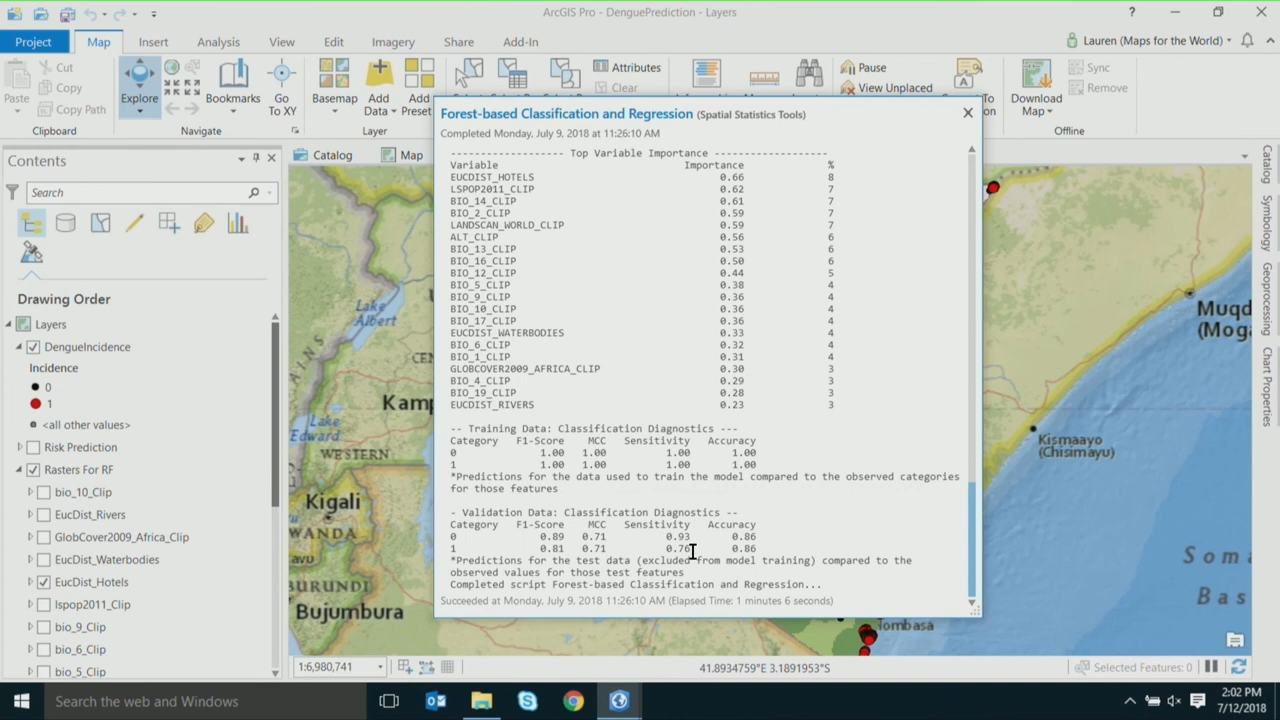 ArcGIS Pro - DenguePrediction - Layers
?
Project Map Insert Analysis View Edit Imagery Share Add-In
Lauren (Maps for the World)
Paste
Cut
Copy
Copy Path
Clipboard
Explore
Bookmarks
Go To XY
Navigate
Basemap
Add Data
Add Preset
Layer
Attributes
Clear
Pause
View Unplaced
Download Map
Sync
Remove
Offline
Contents
Search
Drawing Order
Layers
DengueIncidence
Incidence
0
1
<all other values>
Risk Prediction
Rasters For RF
bio_10_Clip
EucDist_Rivers
GlobCover2009_Africa_Clip
EucDist_Waterbodies
EucDist_Hotels
lspop2011_Clip
bio_9_Clip
bio_6_Clip
bio_5_Clip
Catalog Map
Forest-based Classification and Regression (Spatial Statistics Tools)
Completed Monday, July 9, 2018 at 11:26:10 AM
------------------ Top Variable Importance -------------------
Variable Importance %
EUCDIST_HOTELS 0.66 8
LSPOP2011_CLIP 0.62 7
BIO_14_CLIP 0.61 7
BIO_2_CLIP 0.59 7
LANDSCAN_WORLD_CLIP 0.59 7
ALT_CLIP 0.56 6
BIO_13_CLIP 0.53 6
BIO_16_CLIP 0.50 6
BIO_12_CLIP 0.44 5
BIO_5_CLIP 0.38 4
BIO_9_CLIP 0.36 4
BIO_10_CLIP 0.36 4
BIO_17_CLIP 0.36 4
EUCDIST_WATERBODIES 0.33 4
BIO_6_CLIP 0.32 4
BIO_1_CLIP 0.31 4
GLOBCOVER2009_AFRICA_CLIP 0.30 3
BIO_4_CLIP 0.29 3
BIO_19_CLIP 0.28 3
EUCDIST_RIVERS 0.23 3
-- Training Data: Classification Diagnostics ---
Category F1-Score MCC Sensitivity Accuracy
0 1.00 1.00 1.00 1.00
1 1.00 1.00 1.00 1.00
*Predictions for the data used to train the model compared to the observed categories
for those features
- Validation Data: Classification Diagnostics --
Category F1-Score MCC Sensitivity Accuracy
0 0.89 0.71 0.93 0.86
1 0.81 0.71 0.76 0.86
*Predictions for the test data (excluded from model training) compared to the
observed values for those test features
Completed script Forest-based Classification and Regression...
Succeeded at Monday, July 9, 2018 11:26:10 AM (Elapsed Time: 1 minutes 6 seconds)
Lake Albert
Kamp
Lake Edward
WESTERN
Kigali
BURUNDI
Bujumbura
Muqd
(Mog
Kismaayo
(Chisimayu)
Som
Bas
Catalog
Symbology
Geoprocessing
Chart Properties
1:6,980,741
41.8934759°E 3.1891953°S
Selected Features: 0
Search the web and Windows
2:02 PM
7/12/2018